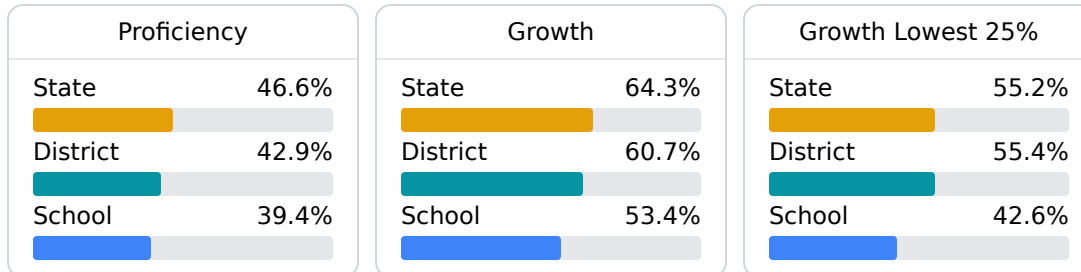 Proficiency
State 46.6%
District 42.9%
School 39.4%
Growth
State 64.3%
District 60.7%
School 53.4%
Growth Lowest 25%
State 55.2%
District 55.4%
School 42.6%